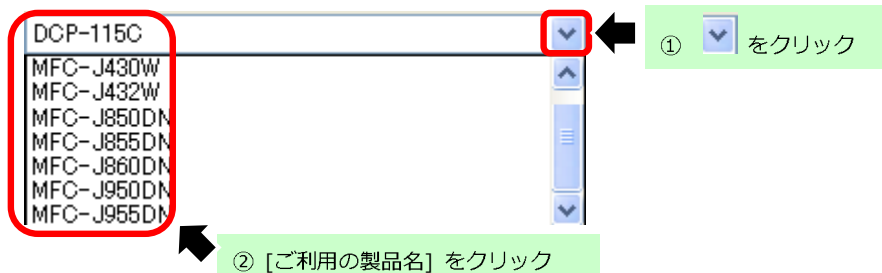 DCP-115C
① をクリック
MFC-J430W
MFC-J432W
MFC-J850DN
MFC-J855DN
MFC-J860DN
MFC-J950DN
MFC-J955DN
② [ご利用の製品名] をクリック